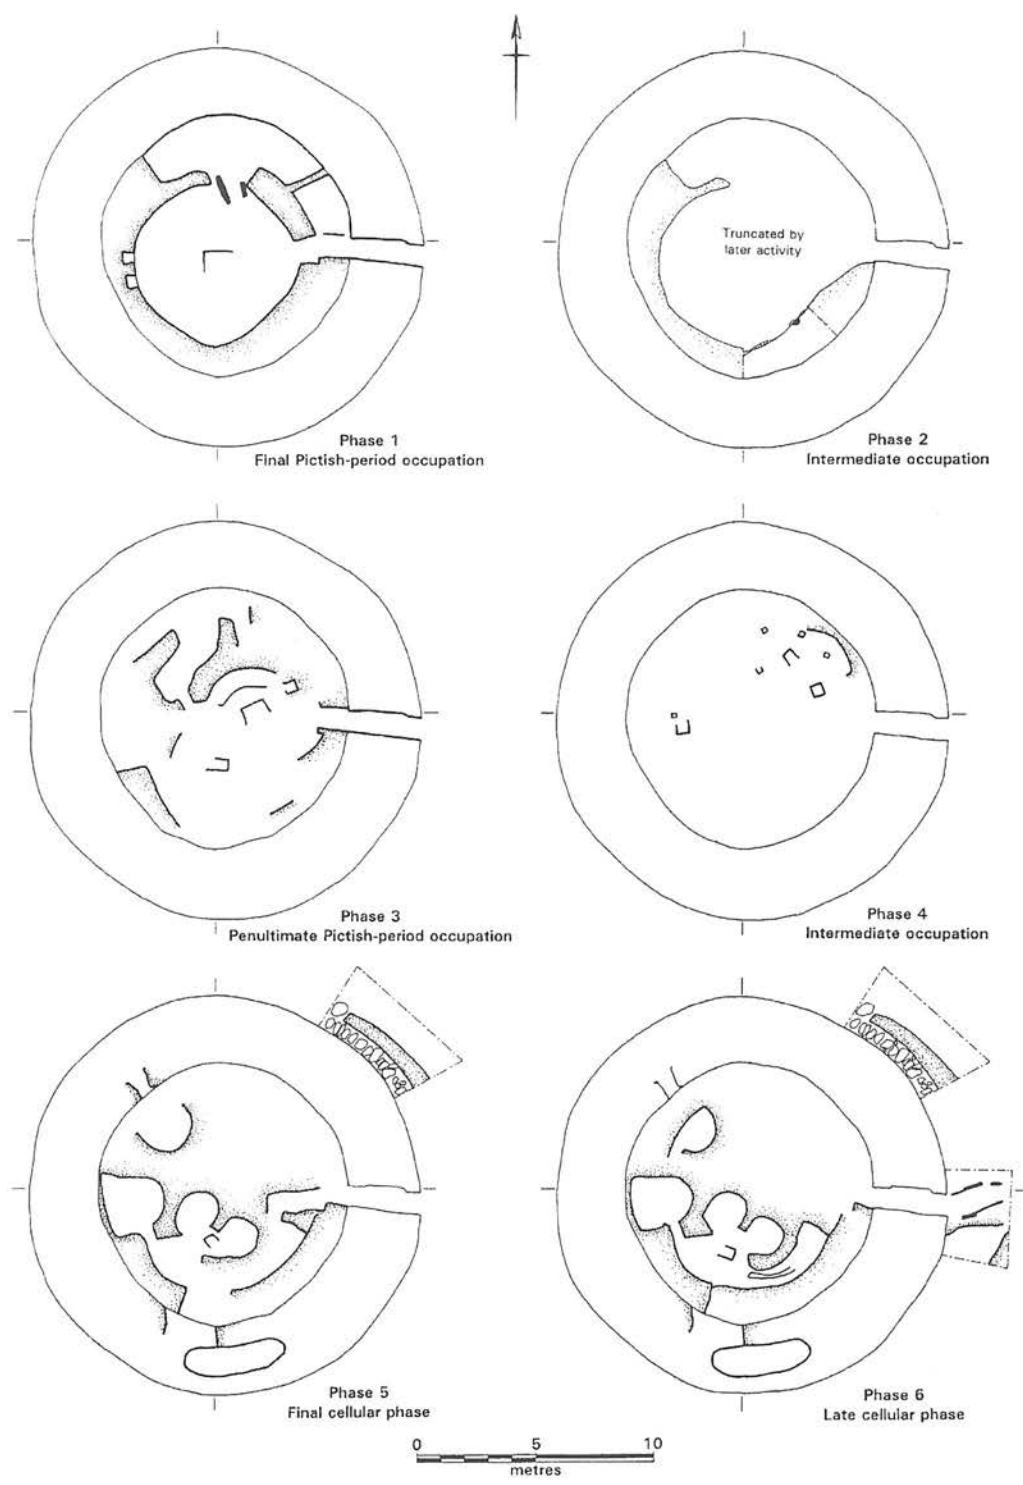 Truncated by
later activity
Phase 1
Final Pictish-period occupation
Phase 2
Intermediate occupation
Phase 3
Penultimate Pictish-period occupation
Phase 4
Intermediate occupation
Phase 5
Final cellular phase
Phase 6
Late cellular phase
0 5 10
metres